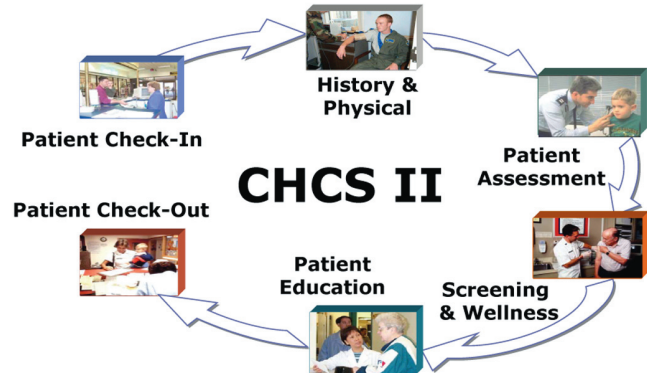 History &
Physical
Patient Check-In
Patient
Assessment
CHCS II
Patient Check-Out
Patient
Education
Screening
& Wellness